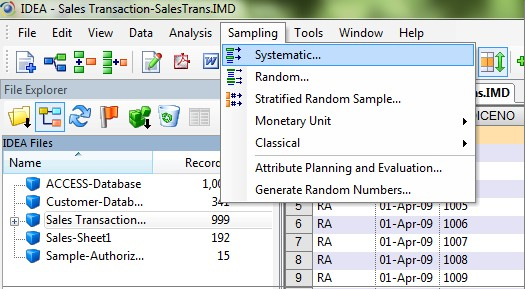 IDEA - Sales Transaction-SalesTrans.IMD
File Edit View Data Analysis Sampling Tools Window Help
Systematic...
Random...
Stratified Random Sample...
Monetary Unit
Classical
Attribute Planning and Evaluation...
Generate Random Numbers...
File Explorer
IDEA Files
Name Record
ACCESS-Database
Customer-Datab... 341
Sales Transaction... 999
Sales-Sheet1 192
Sample-Authoriz... 15
ns.IMD
OICENO
5 RA 01-Apr-09 1005
6 RA 01-Apr-09 1006
7 RA 01-Apr-09 1007
8 RA 01-Apr-09 1008
9 RA 01-Apr-09 1009